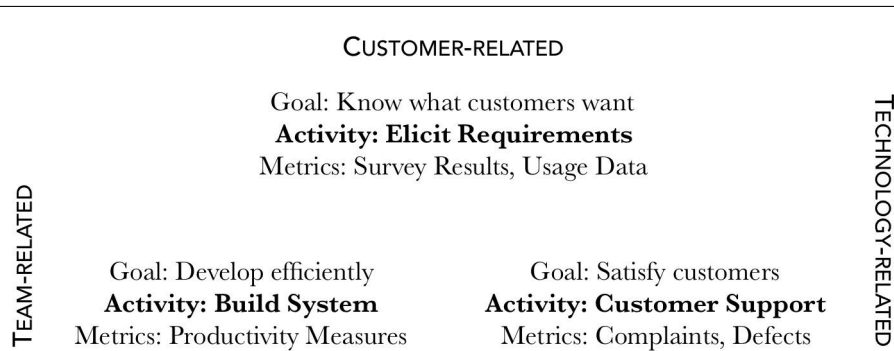 CUSTOMER-RELATED
Goal: Know what customers want
Activity: Elicit Requirements
Metrics: Survey Results, Usage Data
TEAM-RELATED
Goal: Develop efficiently
Activity: Build System
Metrics: Productivity Measures
Goal: Satisfy customers
Activity: Customer Support
Metrics: Complaints, Defects
TECHNOLOGY-RELATED